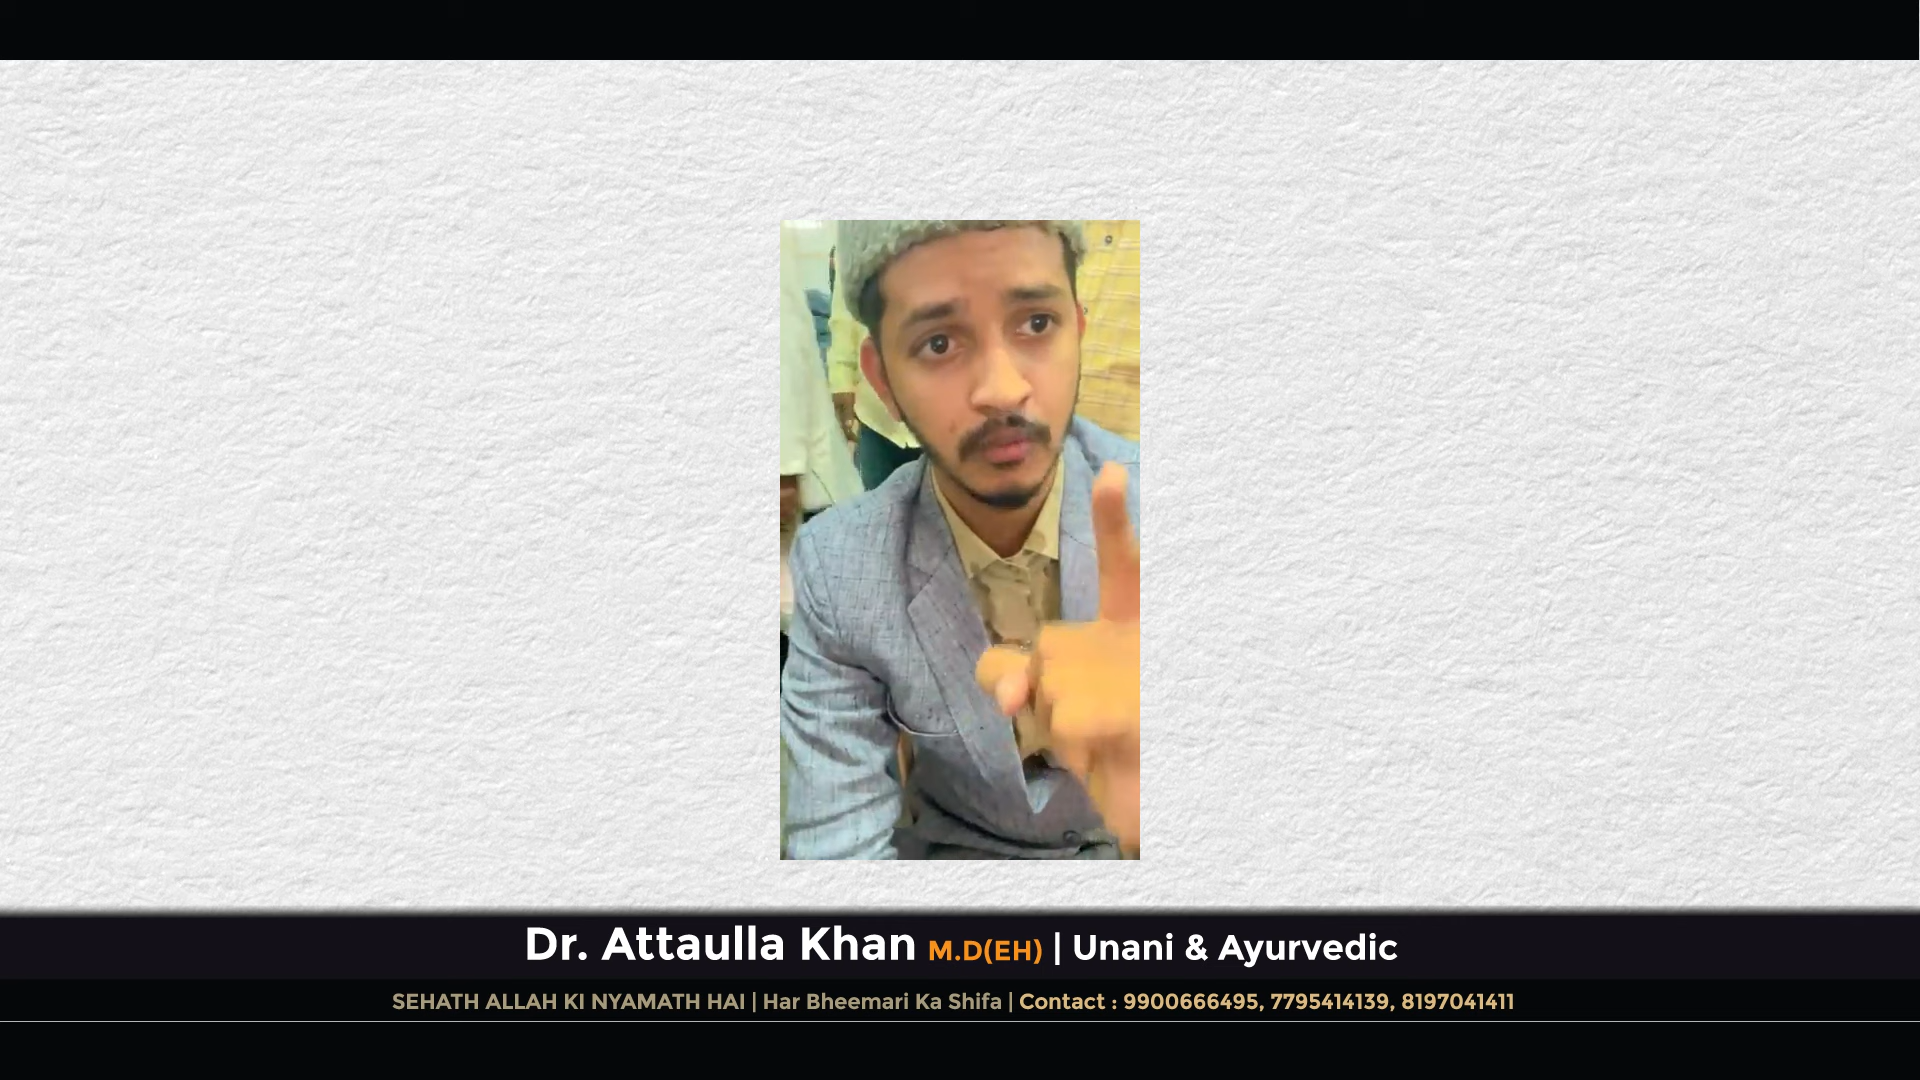 Dr. Attaulla Khan M.D(EH) | Unani & Ayurvedic
SEHATH ALLAH KI NYAMATH HAI | Har Bheemari Ka Shifa | Contact : 9900666495, 7795414139, 8197041411